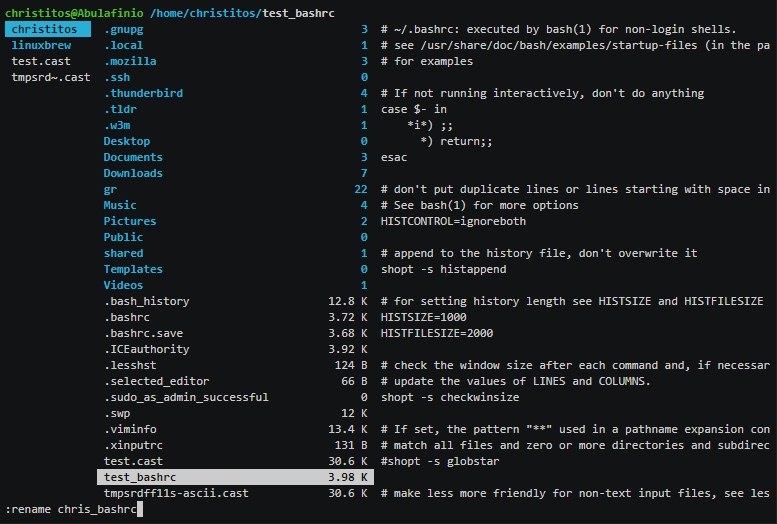 christitos@Abulafinio /home/christitos/test_bashrc
christitos .gnupg 3 # ~/.bashrc: executed by bash(1) for non-login shells.
linuxbrew .local 1 # see /usr/share/doc/bash/examples/startup-files (in the pa
test.cast .mozilla 3 # for examples
tmpsrd~.cast .ssh 0
.thunderbird 4 # If not running interactively, don't do anything
.tldr 1 case $- in
.w3m 1 *i*) ;;
Desktop 0 *) return;;
Documents 3 esac
Downloads 7
gr 22 # don't put duplicate lines or lines starting with space in
Music 4 # See bash(1) for more options
Pictures 2 HISTCONTROL=ignoreboth
Public 0
shared 1 # append to the history file, don't overwrite it
Templates 0 shopt -s histappend
Videos 1
.bash_history 12.8 K # for setting history length see HISTSIZE and HISTFILESIZE
.bashrc 3.72 K HISTSIZE=1000
.bashrc.save 3.68 K HISTFILESIZE=2000
.ICEauthority 3.92 K
.lesshst 124 B # check the window size after each command and, if necessar
.selected_editor 66 B # update the values of LINES and COLUMNS.
.sudo_as_admin_successful 0 shopt -s checkwinsize
.swp 12 K
.viminfo 13.4 K # If set, the pattern "**" used in a pathname expansion con
.xinputrc 131 B # match all files and zero or more directories and subdirec
test.cast 30.6 K #shopt -s globstar
test_bashrc 3.98 K
tmpsrdff11s-ascii.cast 30.6 K # make less more friendly for non-text input files, see les
:rename chris_bashrc